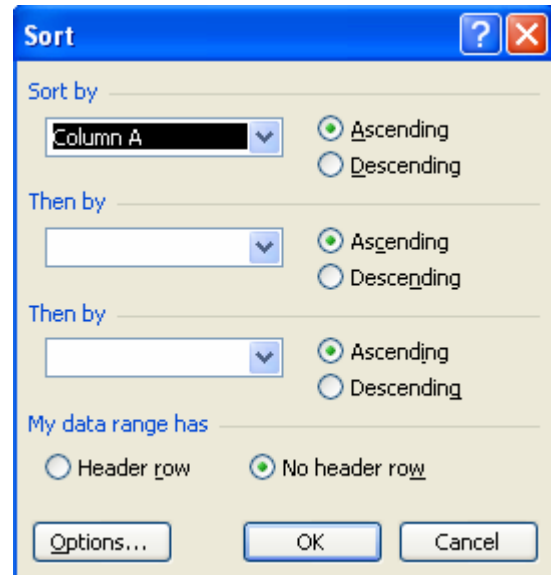 Sort
Sort by
Column A
Ascending
Descending
Then by
Ascending
Descending
Then by
Ascending
Descending
My data range has
Header row
No header row
Options...
OK
Cancel